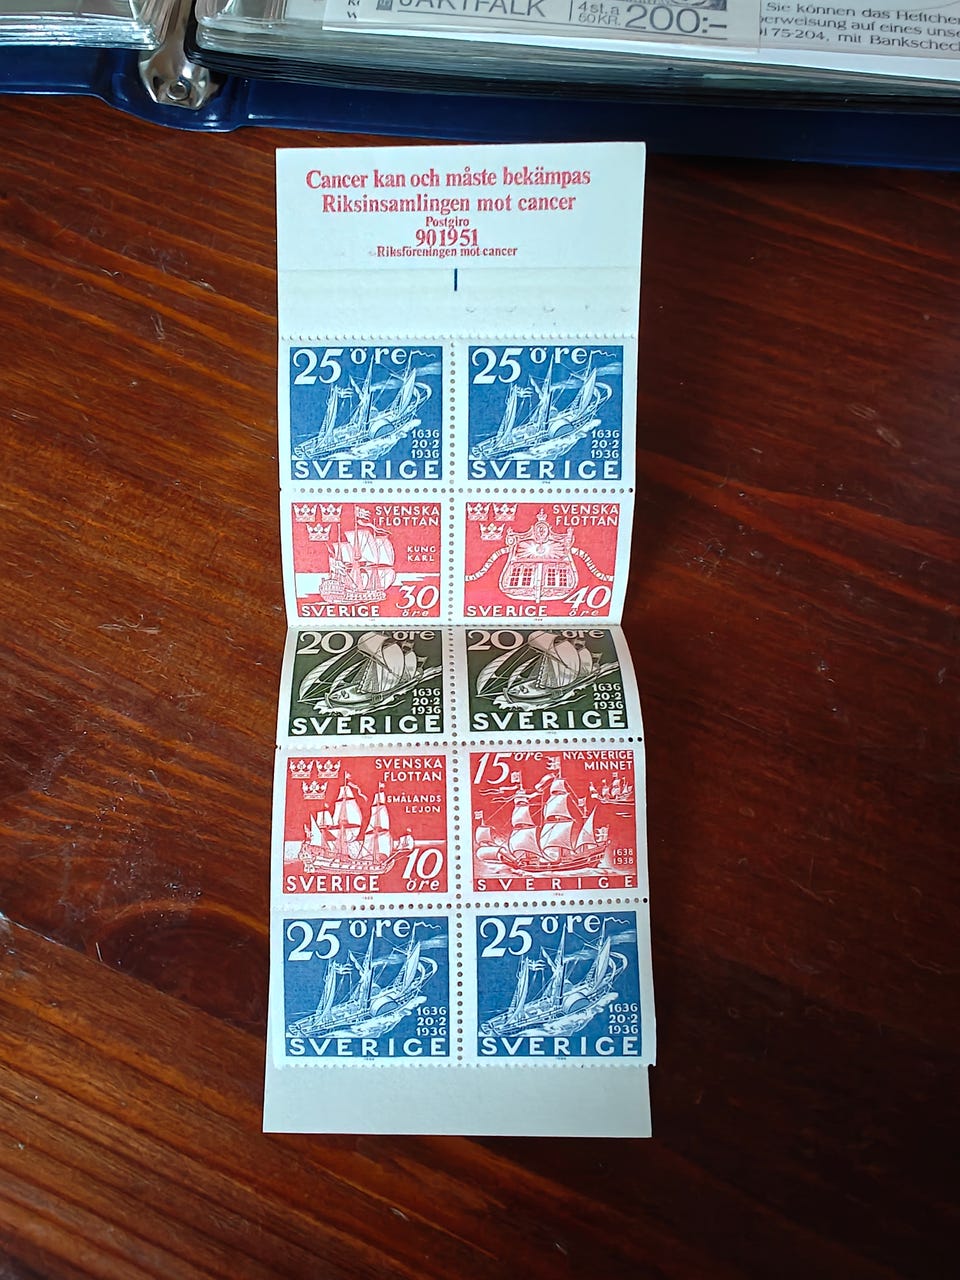 JAKTFALK
4 st. a
60 KR.
200:–
Sie können das Heftchen
erweisung auf eines unse
75-204, mit Bankscheck
Cancer kan och måste bekämpas
Riksinsamlingen mot cancer
Postgiro
901951
Riksföreningen mot cancer
25 öre
1636
20·2
1936
SVERIGE
25 öre
1636
20·2
1936
SVERIGE
SVENSKA
FLOTTAN
KUNG
KARL
30
SVERIGE öre
SVENSKA
FLOTTAN
40
SVERIGE öre
20 öre
1636
20·2
1936
SVERIGE
20 öre
1636
20·2
1936
SVERIGE
SVENSKA
FLOTTAN
SMÅLANDS
LEJON
10
SVERIGE öre
15 öre NYA SVERIGE
MINNET
1638
1938
SVERIGE
25 öre
1636
20·2
1936
SVERIGE
25 öre
1636
20·2
1936
SVERIGE